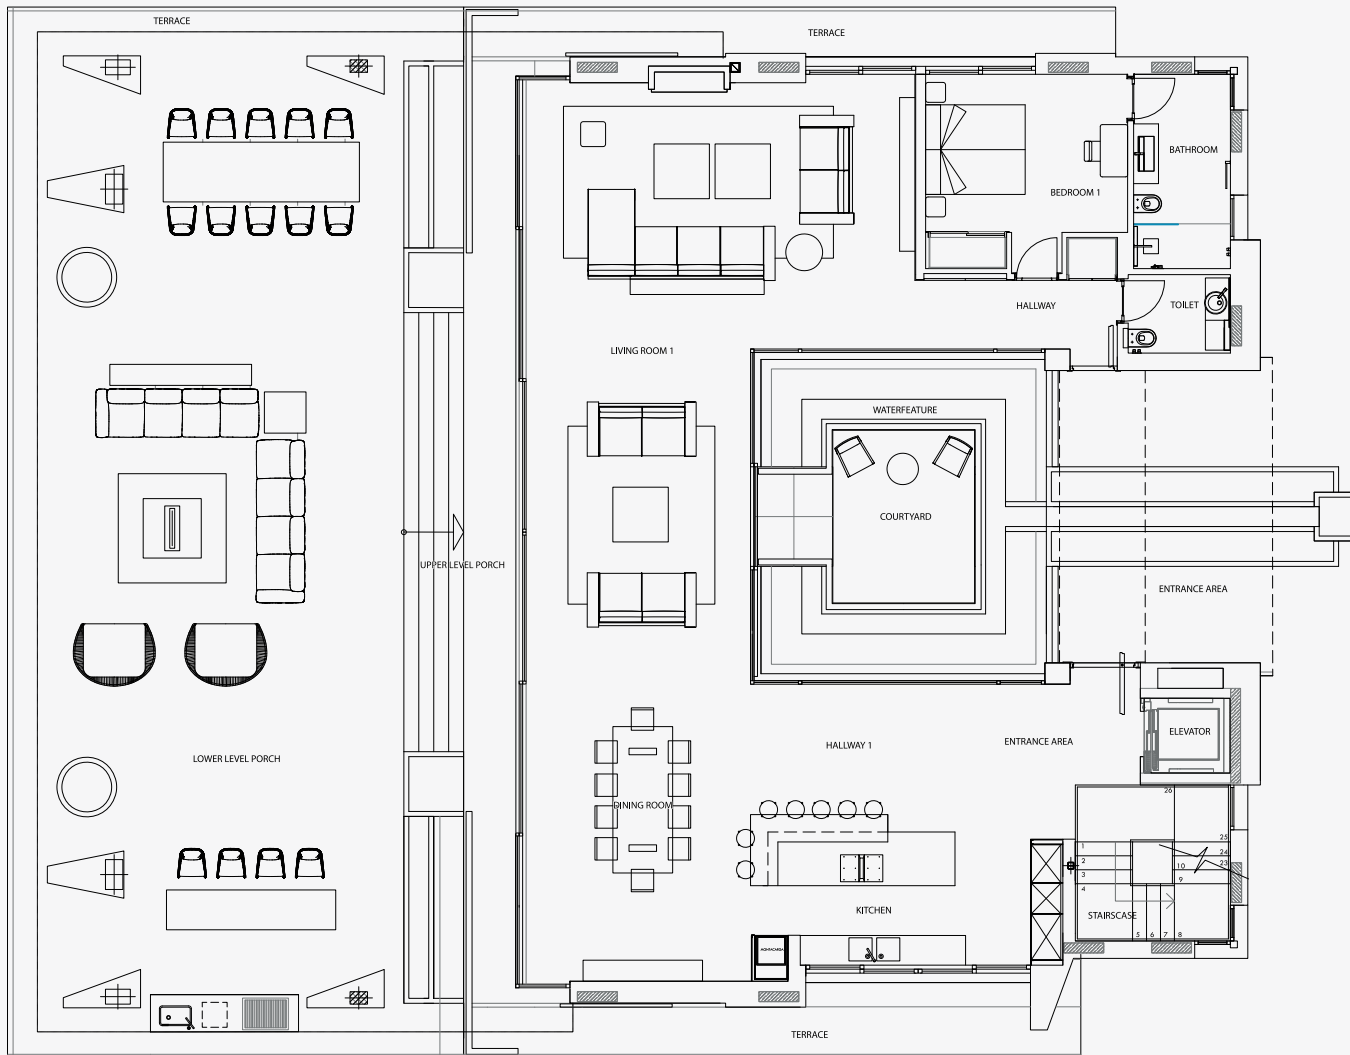 TERRACE
TERRACE
BATHROOM
BEDROOM 1
HALLWAY
TOILET
LIVING ROOM 1
WATERFEATURE
COURTYARD
UPPER LEVEL PORCH
ENTRANCE AREA
ELEVATOR
ENTRANCE AREA
HALLWAY 1
LOWER LEVEL PORCH
DINING ROOM
26
25
1
24
2
23
10
3
9
4
KITCHEN
STAIRSCASE
5
6
7
8
MONTACARGA
TERRACE